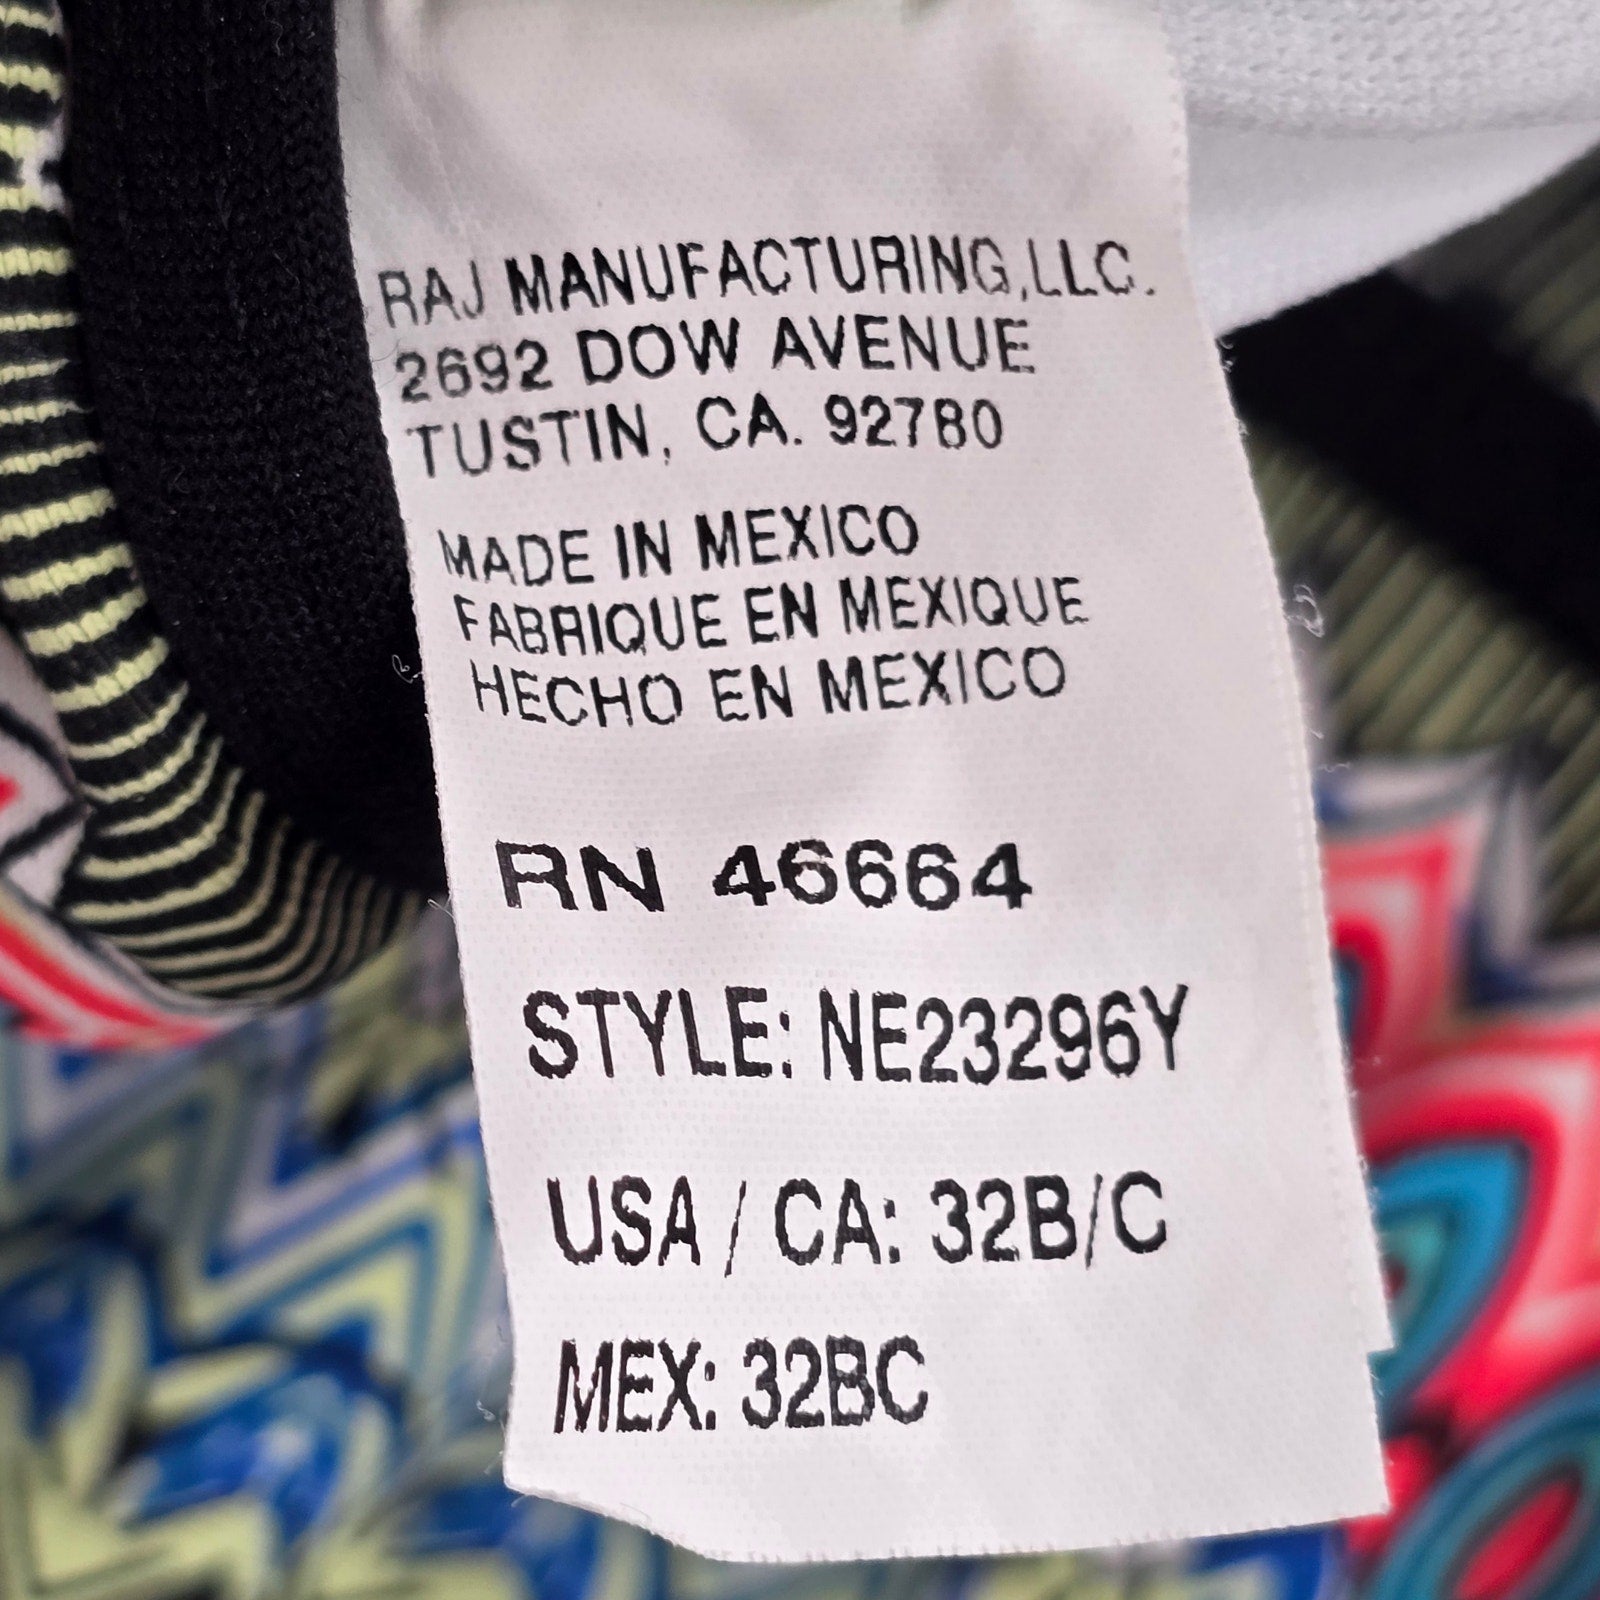 RAJ MANUFACTURING,LLC.
2692 DOW AVENUE
TUSTIN, CA. 92780
MADE IN MEXICO
FABRIQUE EN MEXIQUE
HECHO EN MEXICO
RN 46664
STYLE: NE23296Y
USA / CA: 32B/C
MEX: 32BC